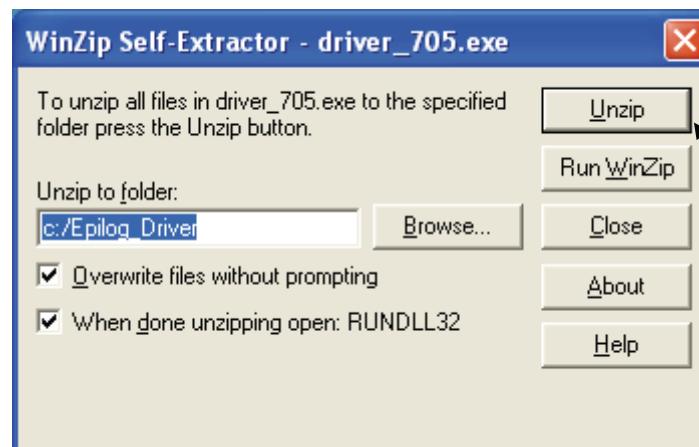 WinZip Self-Extractor - driver_705.exe
To unzip all files in driver_705.exe to the specified
folder press the Unzip button.
Unzip to folder:
c:/Epilog_Driver
Browse...
Overwrite files without prompting
When done unzipping open: RUNDLL32
Unzip
Run WinZip
Close
About
Help